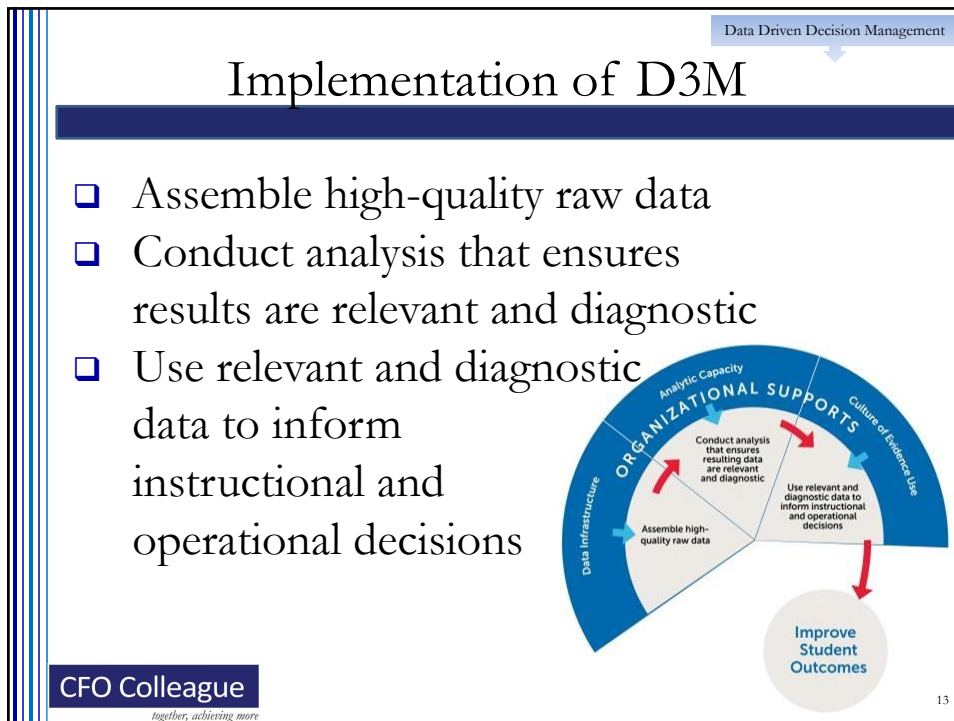 Data Driven Decision Management
Implementation of D3M
Assemble high-quality raw data
Conduct analysis that ensures
results are relevant and diagnostic
Use relevant and diagnostic
data to inform
instructional and
operational decisions
Analytic Capacity
ORGANIZATIONAL SUPPORTS
Culture of Evidence Use
Data Infrastructure
Conduct analysis
that ensures
resulting data
are relevant
and diagnostic
Use relevant and
diagnostic data to
inform instructional
and operational
decisions
Assemble high-
quality raw data
Improve
Student
Outcomes
CFO Colleague
together, achieving more
13